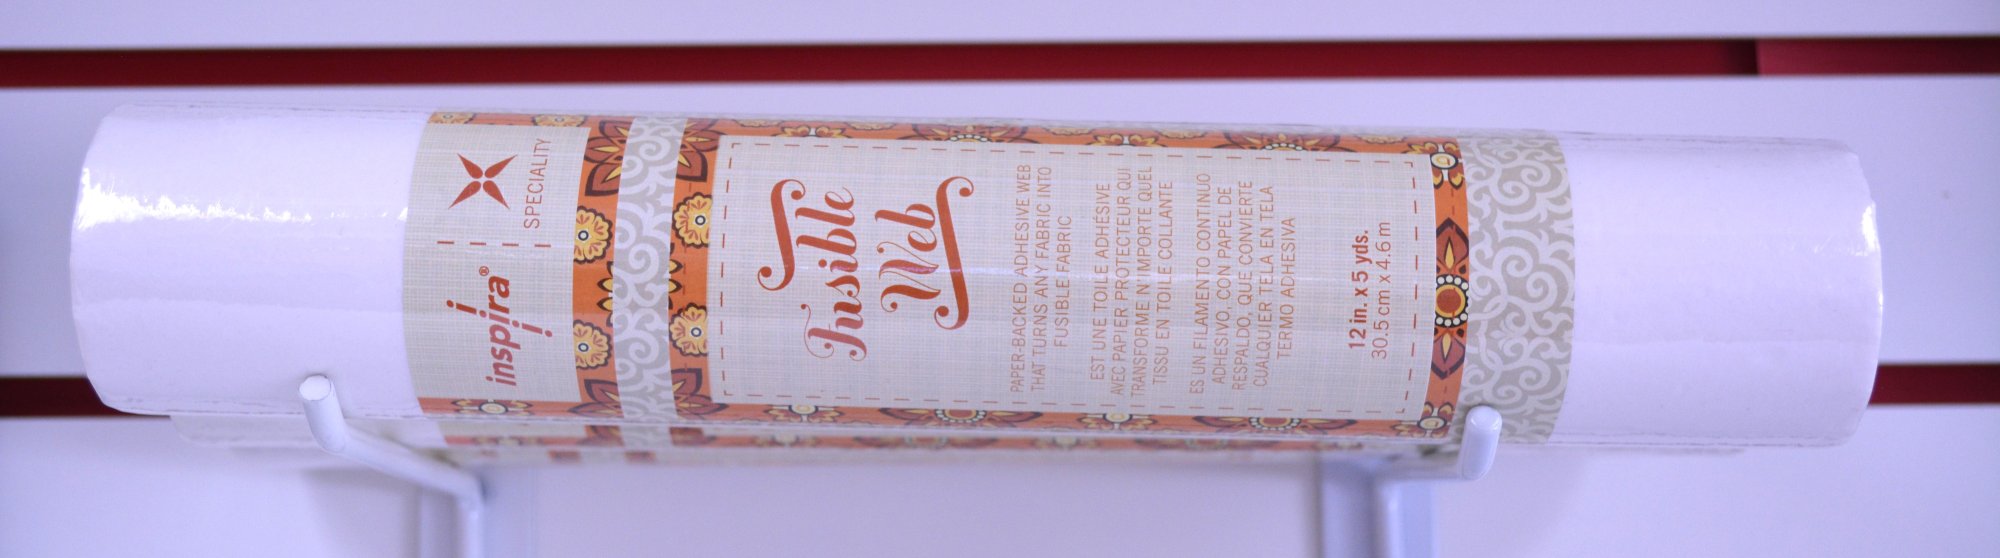 inspira®
SPECIALITY
Fusible
Web
PAPER-BACKED ADHESIVE WEB
THAT TURNS ANY FABRIC INTO
FUSIBLE FABRIC
EST UNE TOILE ADHÉSIVE
AVEC PAPIER PROTECTEUR QUI
TRANSFORME N'IMPORTE QUEL
TISSU EN TOILE COLLANTE
ES UN FILAMENTO CONTINUO
ADHESIVO, CON PAPEL DE
RESPALDO, QUE CONVIERTE
CUALQUIER TELA EN TELA
TERMO ADHESIVA
12 in. x 5 yds.
30.5 cm x 4.6 m